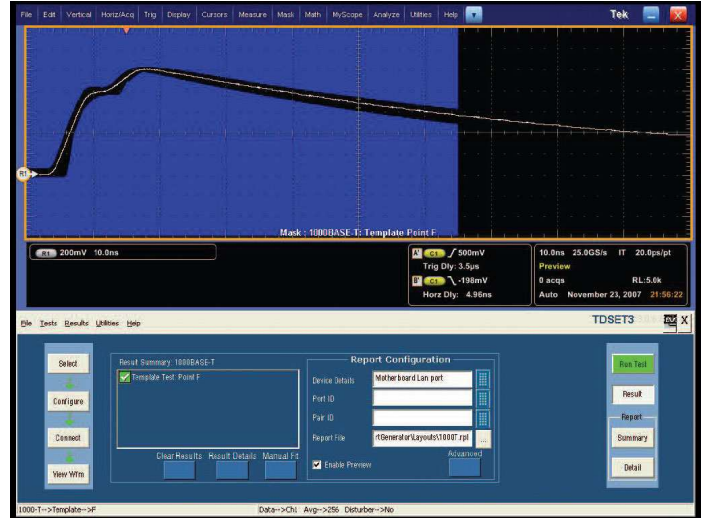 File Edit Vertical Horiz/Acq Trig Display Cursors Measure Mask Math MyScope Analyze Utilities Help Tek X
R1
Mask : 1000BASE-T: Template Point F
R1 200mV 10.0ns
A' C1 500mV
Trig Dly: 3.5µs
B' C1 -198mV
Horz Dly: 4.96ns
10.0ns 25.0GS/s IT 20.0ps/pt
Preview
0 acqs RL:5.0k
Auto November 23, 2007 21:56:22
File Tests Results Utilities Help TDSET3 X
Select
Configure
Connect
View Wfm
Result Summary: 1000BASE-T
Template Test: Point F
Clear Results Result Details Manual Fit
Report Configuration
Device Details Motherboard Lan port
Port ID
Pair ID
Report File rtGenerator\Layouts\1000T.rpt ...
Advanced
Enable Preview
Run Test
Result
Report
Summary
Detail
1000-T-->Template-->F Data-->Ch1 Avg-->256 Disturber-->No